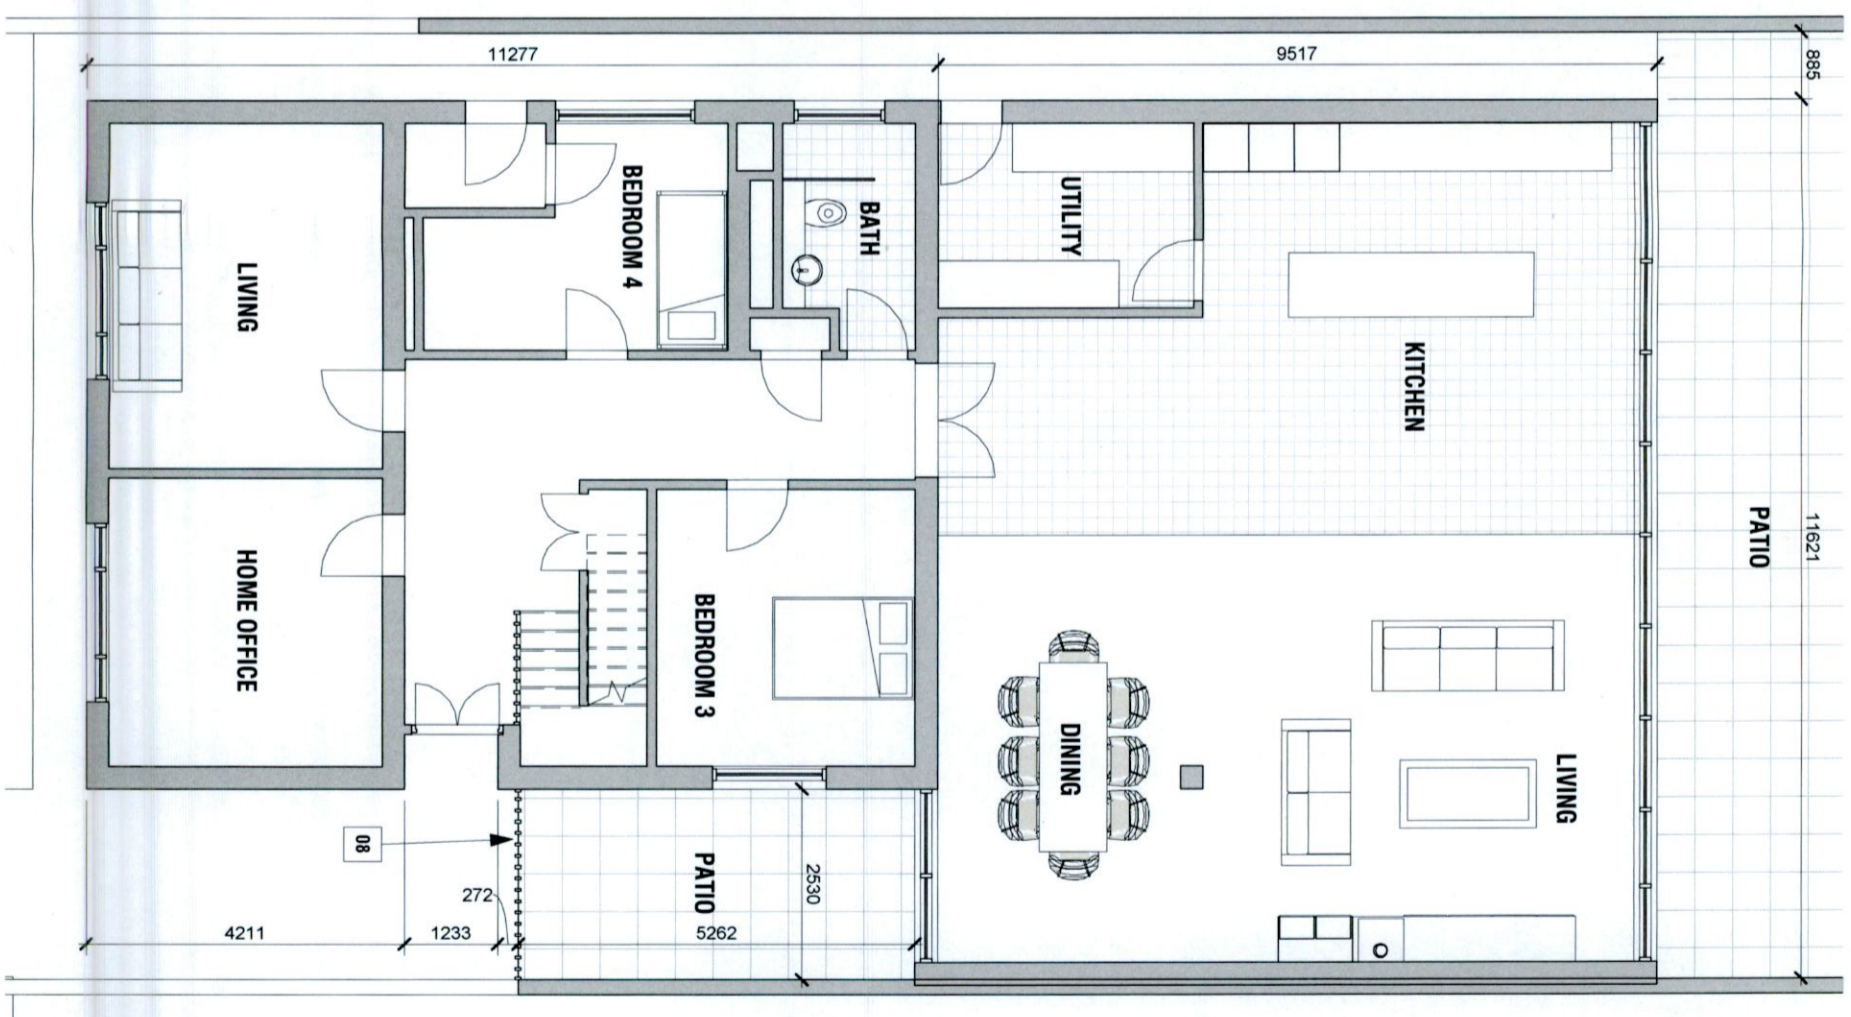 11277
9517
885
BEDROOM 4
BATH
UTILITY
LIVING
KITCHEN
PATIO
11621
HOME OFFICE
BEDROOM 3
DINING
LIVING
08
PATIO
2530
272
4211
1233
5262